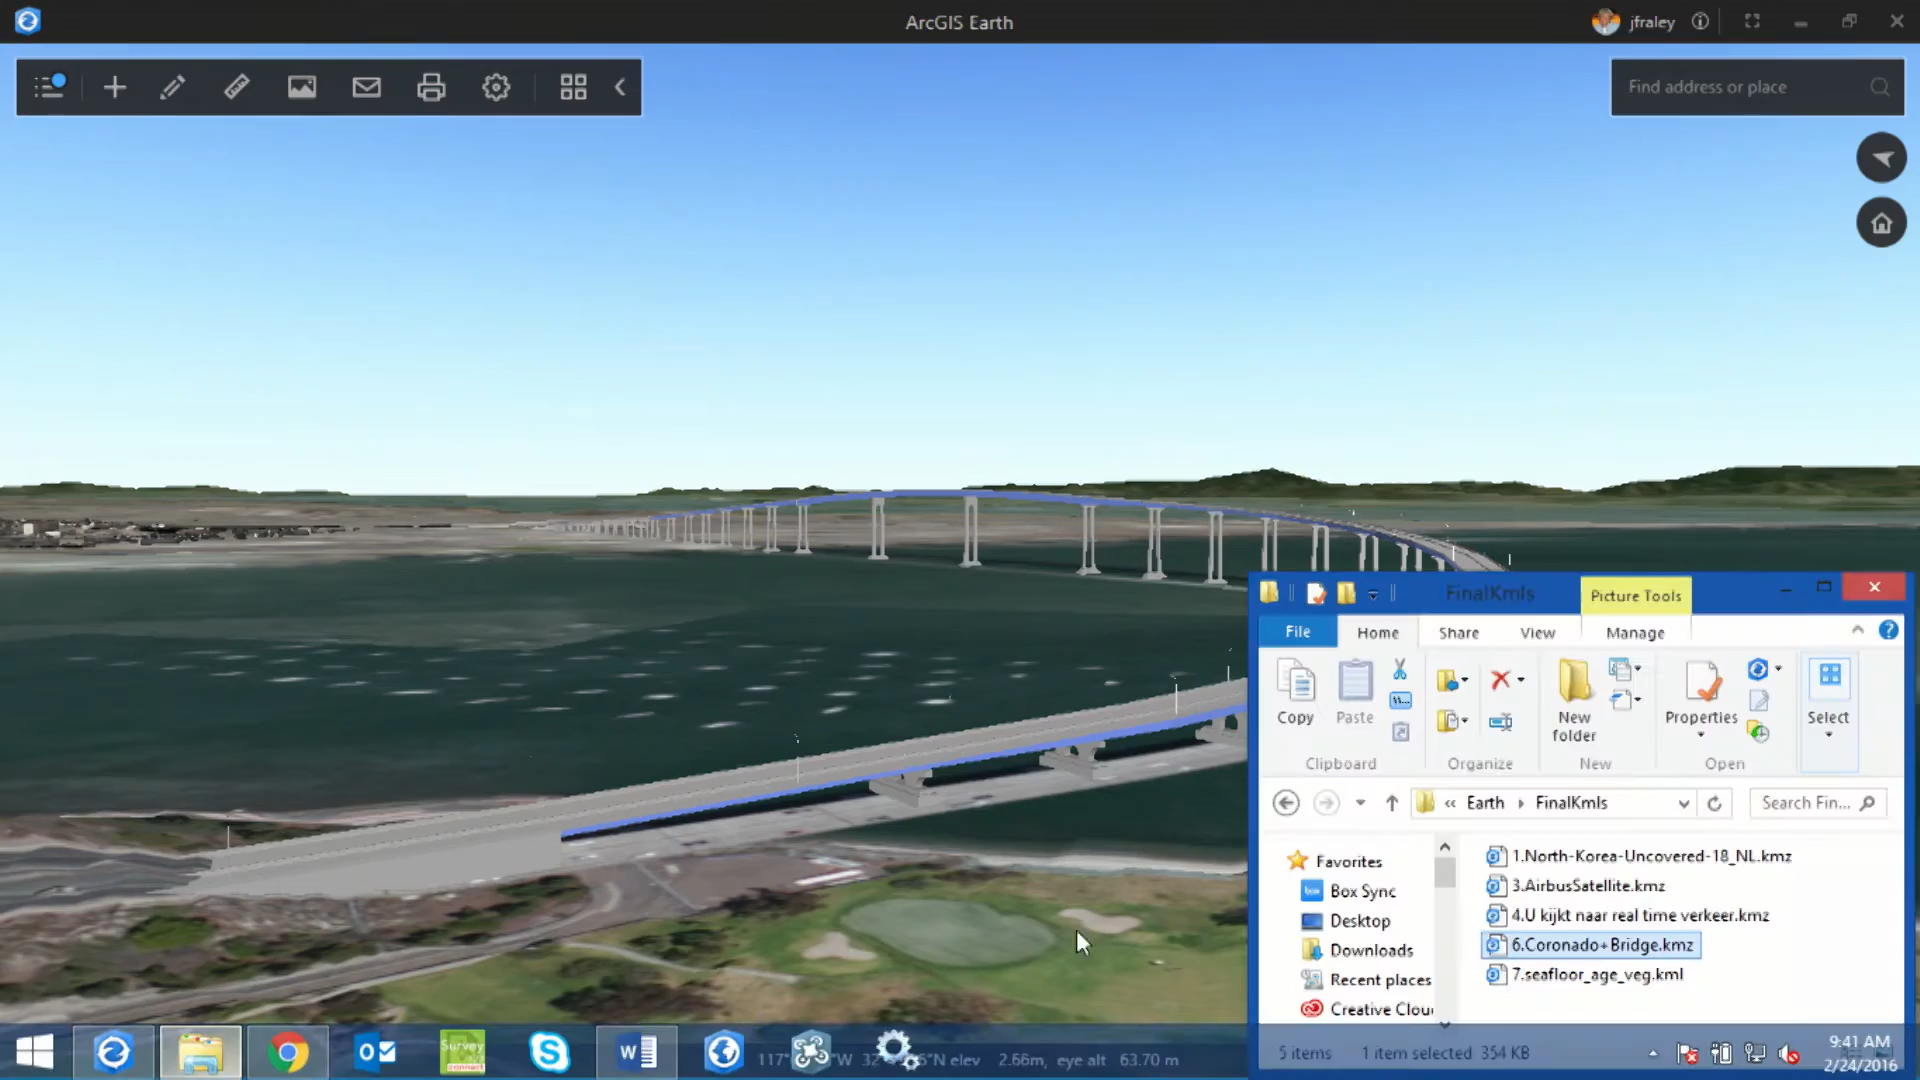 ArcGIS Earth
jfraley
Find address or place
FinalKmls
Picture Tools
File
Home
Share
View
Manage
Copy
Paste
New folder
Properties
Select
Clipboard
Organize
New
Open
« Earth › FinalKmls
Search Fin...
Favorites
Box Sync
Desktop
Downloads
Recent places
Creative Clou
1.North-Korea-Uncovered-18_NL.kmz
3.AirbusSatellite.kmz
4.U kijkt naar real time verkeer.kmz
6.Coronado+Bridge.kmz
7.seafloor_age_veg.kml
5 items
1 item selected 354 KB
Survey
connect
elev 2.66m, eye alt 63.70 m
9:41 AM
2/24/2016